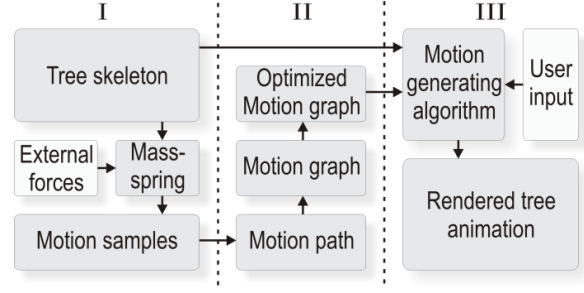 I
II
III
Tree skeleton
External
forces
Mass-
spring
Motion samples
Optimized
Motion graph
Motion graph
Motion path
Motion
generating
algorithm
User
input
Rendered tree
animation